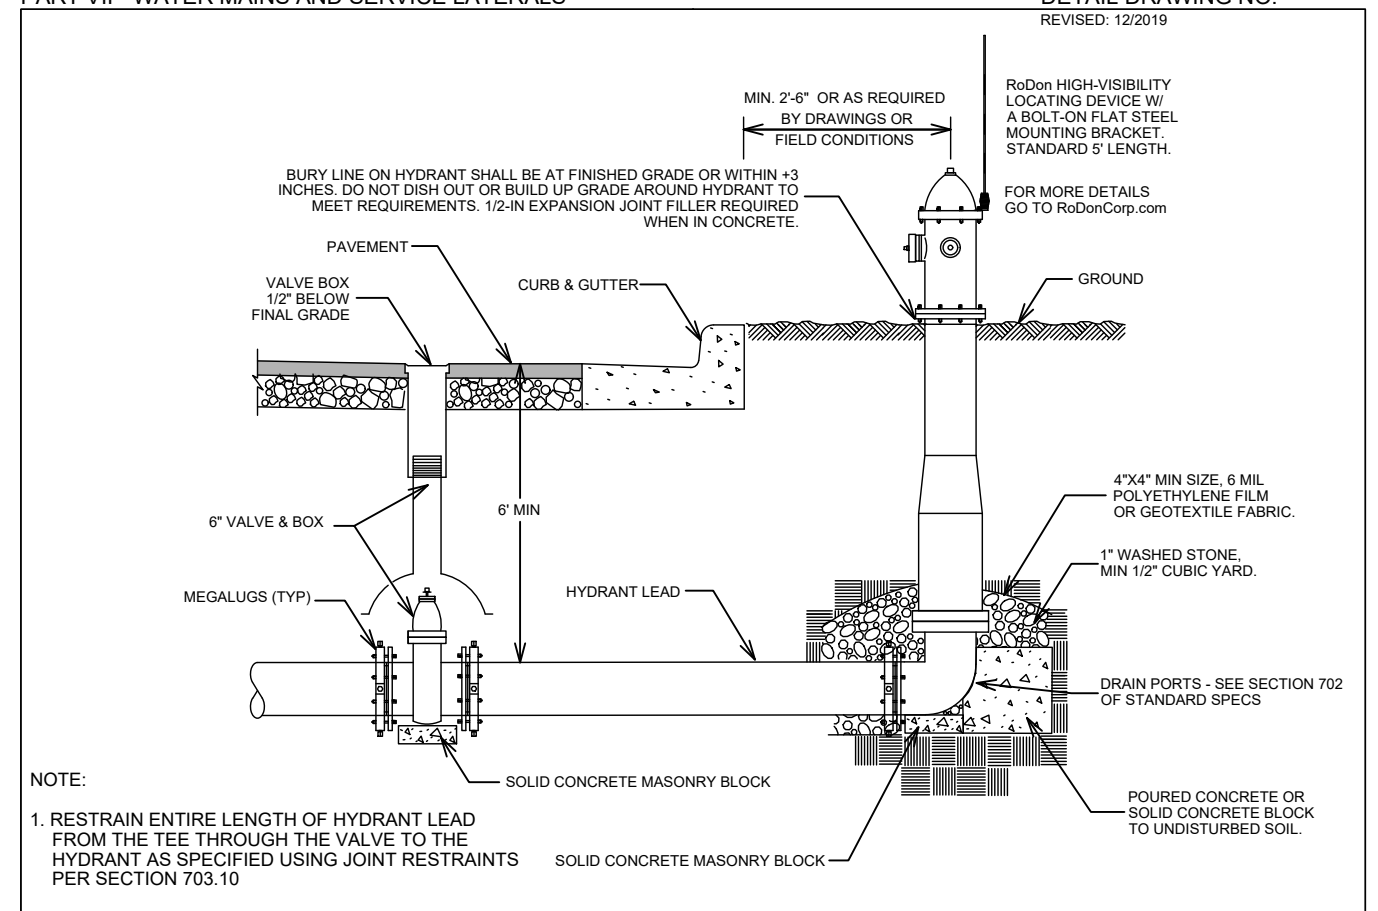 PART VII - WATER MAINS AND SERVICE LATERALS
DETAIL DRAWING NO.
REVISED: 12/2019
RoDon HIGH-VISIBILITY
LOCATING DEVICE W/
A BOLT-ON FLAT STEEL
MOUNTING BRACKET.
STANDARD 5' LENGTH.
FOR MORE DETAILS
GO TO RoDonCorp.com
MIN. 2'-6" OR AS REQUIRED
BY DRAWINGS OR
FIELD CONDITIONS
BURY LINE ON HYDRANT SHALL BE AT FINISHED GRADE OR WITHIN +3
INCHES. DO NOT DISH OUT OR BUILD UP GRADE AROUND HYDRANT TO
MEET REQUIREMENTS. 1/2-IN EXPANSION JOINT FILLER REQUIRED
WHEN IN CONCRETE.
PAVEMENT
VALVE BOX
1/2" BELOW
FINAL GRADE
CURB & GUTTER
GROUND
6" VALVE & BOX
6' MIN
4"X4" MIN SIZE, 6 MIL
POLYETHYLENE FILM
OR GEOTEXTILE FABRIC.
1" WASHED STONE,
MIN 1/2" CUBIC YARD.
MEGALUGS (TYP)
HYDRANT LEAD
DRAIN PORTS - SEE SECTION 702
OF STANDARD SPECS
SOLID CONCRETE MASONRY BLOCK
POURED CONCRETE OR
SOLID CONCRETE BLOCK
TO UNDISTURBED SOIL.
SOLID CONCRETE MASONRY BLOCK
NOTE:
1. RESTRAIN ENTIRE LENGTH OF HYDRANT LEAD
FROM THE TEE THROUGH THE VALVE TO THE
HYDRANT AS SPECIFIED USING JOINT RESTRAINTS
PER SECTION 703.10